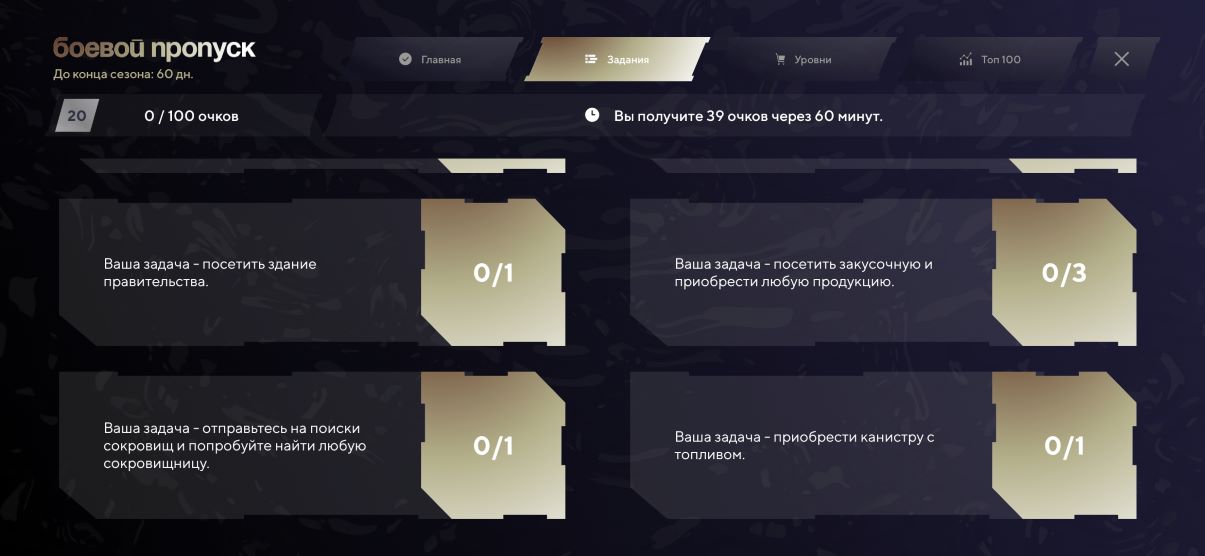 боевой пропуск
До конца сезона: 60 дн.
Главная
Задания
Уровни
Топ 100
20
0 / 100 очков
Вы получите 39 очков через 60 минут.
Ваша задача - посетить здание
правительства.
0/1
Ваша задача - посетить закусочную и
приобрести любую продукцию.
0/3
Ваша задача - отправьтесь на поиски
сокровищ и попробуйте найти любую
сокровищницу.
0/1
Ваша задача - приобрести канистру с
топливом.
0/1